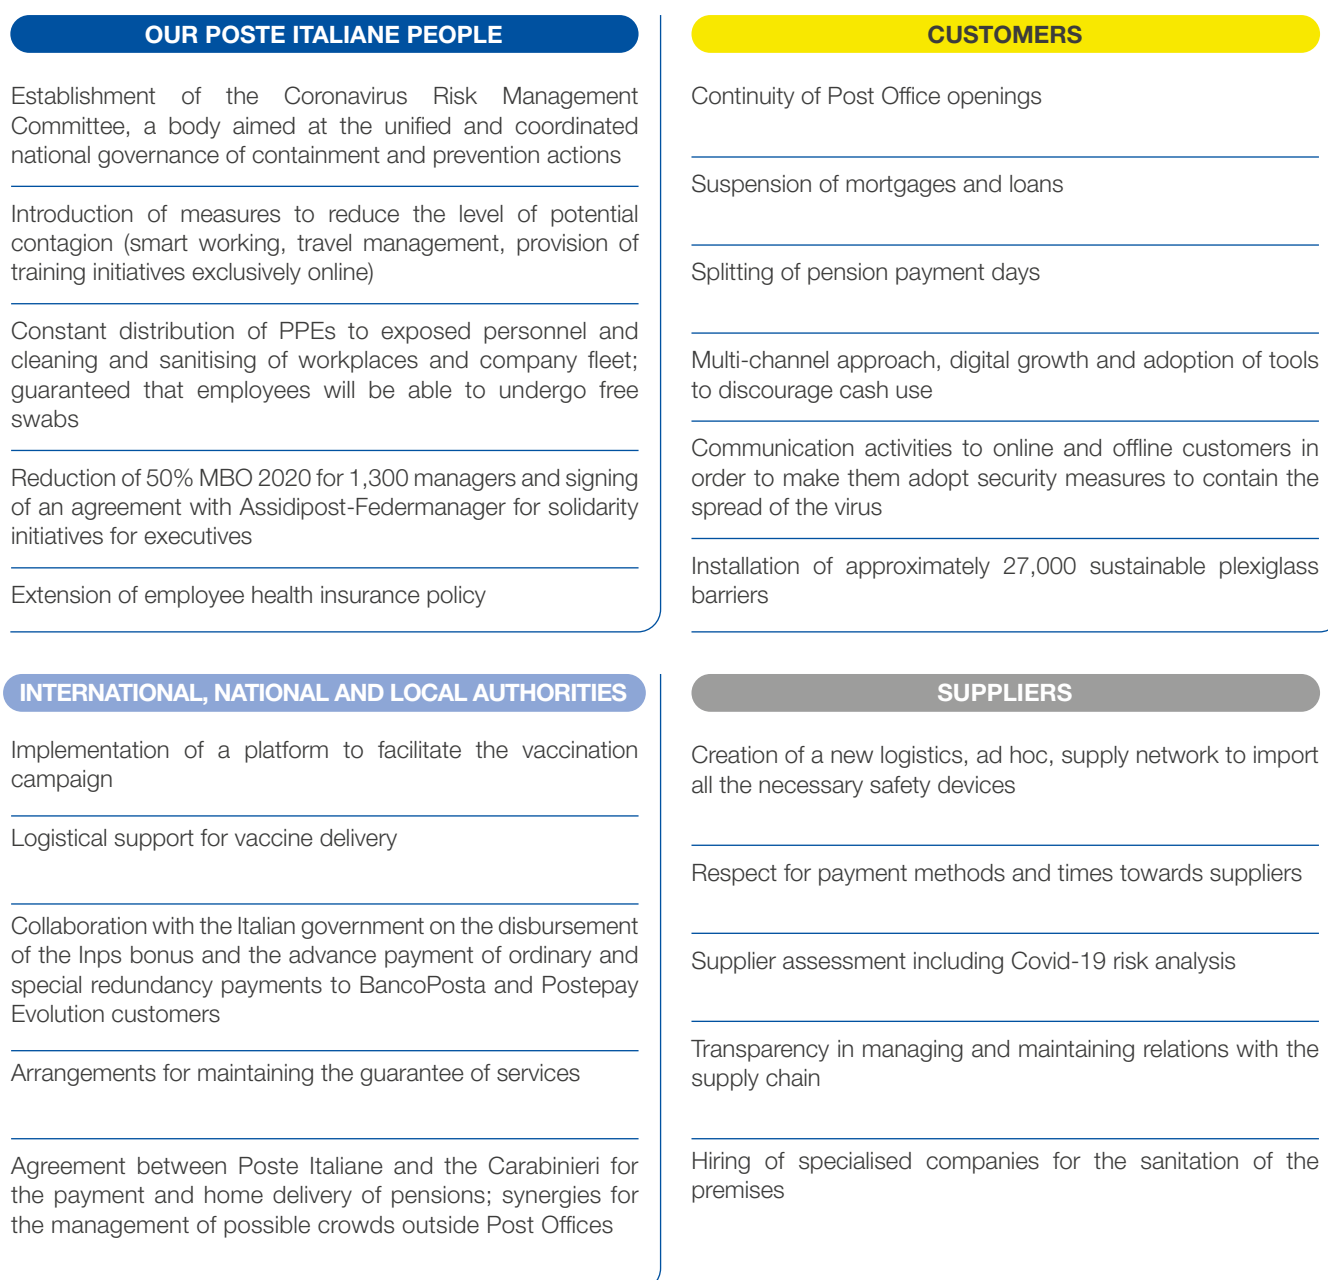 OUR POSTE ITALIANE PEOPLE
Establishment of the Coronavirus Risk Management
Committee, a body aimed at the unified and coordinated
national governance of containment and prevention actions
Introduction of measures to reduce the level of potential
contagion (smart working, travel management, provision of
training initiatives exclusively online)
Constant distribution of PPEs to exposed personnel and
cleaning and sanitising of workplaces and company fleet;
guaranteed that employees will be able to undergo free
swabs
Reduction of 50% MBO 2020 for 1,300 managers and signing
of an agreement with Assidipost-Federmanager for solidarity
initiatives for executives
Extension of employee health insurance policy
CUSTOMERS
Continuity of Post Office openings
Suspension of mortgages and loans
Splitting of pension payment days
Multi-channel approach, digital growth and adoption of tools
to discourage cash use
Communication activities to online and offline customers in
order to make them adopt security measures to contain the
spread of the virus
Installation of approximately 27,000 sustainable plexiglass
barriers
INTERNATIONAL, NATIONAL AND LOCAL AUTHORITIES
Implementation of a platform to facilitate the vaccination
campaign
Logistical support for vaccine delivery
Collaboration with the Italian government on the disbursement
of the Inps bonus and the advance payment of ordinary and
special redundancy payments to BancoPosta and Postepay
Evolution customers
Arrangements for maintaining the guarantee of services
Agreement between Poste Italiane and the Carabinieri for
the payment and home delivery of pensions; synergies for
the management of possible crowds outside Post Offices
SUPPLIERS
Creation of a new logistics, ad hoc, supply network to import
all the necessary safety devices
Respect for payment methods and times towards suppliers
Supplier assessment including Covid-19 risk analysis
Transparency in managing and maintaining relations with the
supply chain
Hiring of specialised companies for the sanitation of the
premises